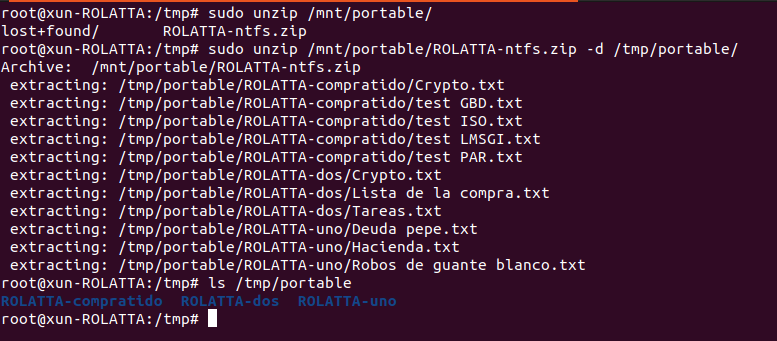 root@xun-ROLATTA:/tmp# sudo unzip /mnt/portable/
lost+found/        ROLATTA-ntfs.zip
root@xun-ROLATTA:/tmp# sudo unzip /mnt/portable/ROLATTA-ntfs.zip -d /tmp/portable/
Archive:  /mnt/portable/ROLATTA-ntfs.zip
 extracting: /tmp/portable/ROLATTA-compratido/Crypto.txt
 extracting: /tmp/portable/ROLATTA-compratido/test GBD.txt
 extracting: /tmp/portable/ROLATTA-compratido/test ISO.txt
 extracting: /tmp/portable/ROLATTA-compratido/test LMSGI.txt
 extracting: /tmp/portable/ROLATTA-compratido/test PAR.txt
 extracting: /tmp/portable/ROLATTA-dos/Crypto.txt
 extracting: /tmp/portable/ROLATTA-dos/Lista de la compra.txt
 extracting: /tmp/portable/ROLATTA-dos/Tareas.txt
 extracting: /tmp/portable/ROLATTA-uno/Deuda pepe.txt
 extracting: /tmp/portable/ROLATTA-uno/Hacienda.txt
 extracting: /tmp/portable/ROLATTA-uno/Robos de guante blanco.txt
root@xun-ROLATTA:/tmp# ls /tmp/portable
ROLATTA-compratido  ROLATTA-dos  ROLATTA-uno
root@xun-ROLATTA:/tmp#